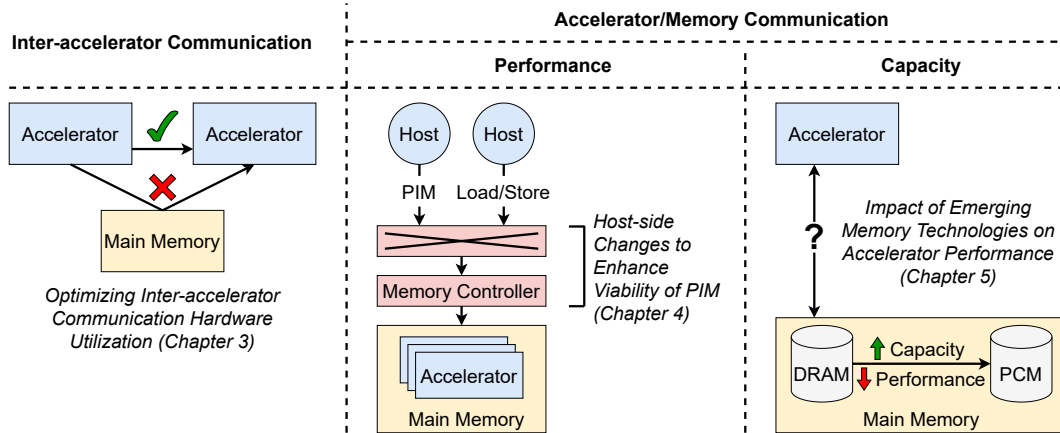 Inter-accelerator Communication
Accelerator/Memory Communication
Performance
Capacity
Accelerator
Accelerator
Main Memory
Optimizing Inter-accelerator
Communication Hardware
Utilization (Chapter 3)
Host
Host
PIM
Load/Store
Memory Controller
Host-side
Changes to
Enhance
Viability of PIM
(Chapter 4)
Accelerator
Main Memory
Accelerator
?
Impact of Emerging
Memory Technologies on
Accelerator Performance
(Chapter 5)
DRAM
Capacity
Performance
PCM
Main Memory